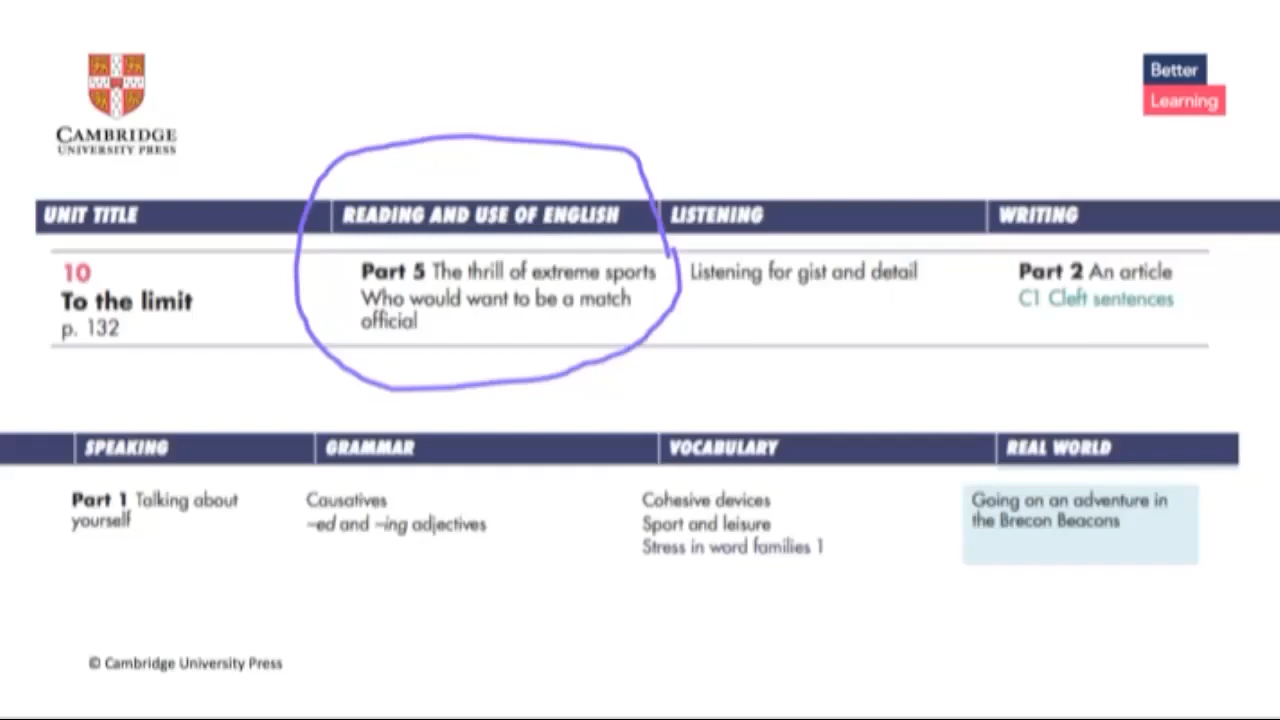 CAMBRIDGE
UNIVERSITY PRESS
Better
Learning
UNIT TITLE
READING AND USE OF ENGLISH
LISTENING
WRITING
10
To the limit
p. 132
Part 5 The thrill of extreme sports
Who would want to be a match
official
Listening for gist and detail
Part 2 An article
C1 Cleft sentences
SPEAKING
GRAMMAR
VOCABULARY
REAL WORLD
Part 1 Talking about
yourself
Causatives
–ed and –ing adjectives
Cohesive devices
Sport and leisure
Stress in word families 1
Going on an adventure in
the Brecon Beacons
© Cambridge University Press